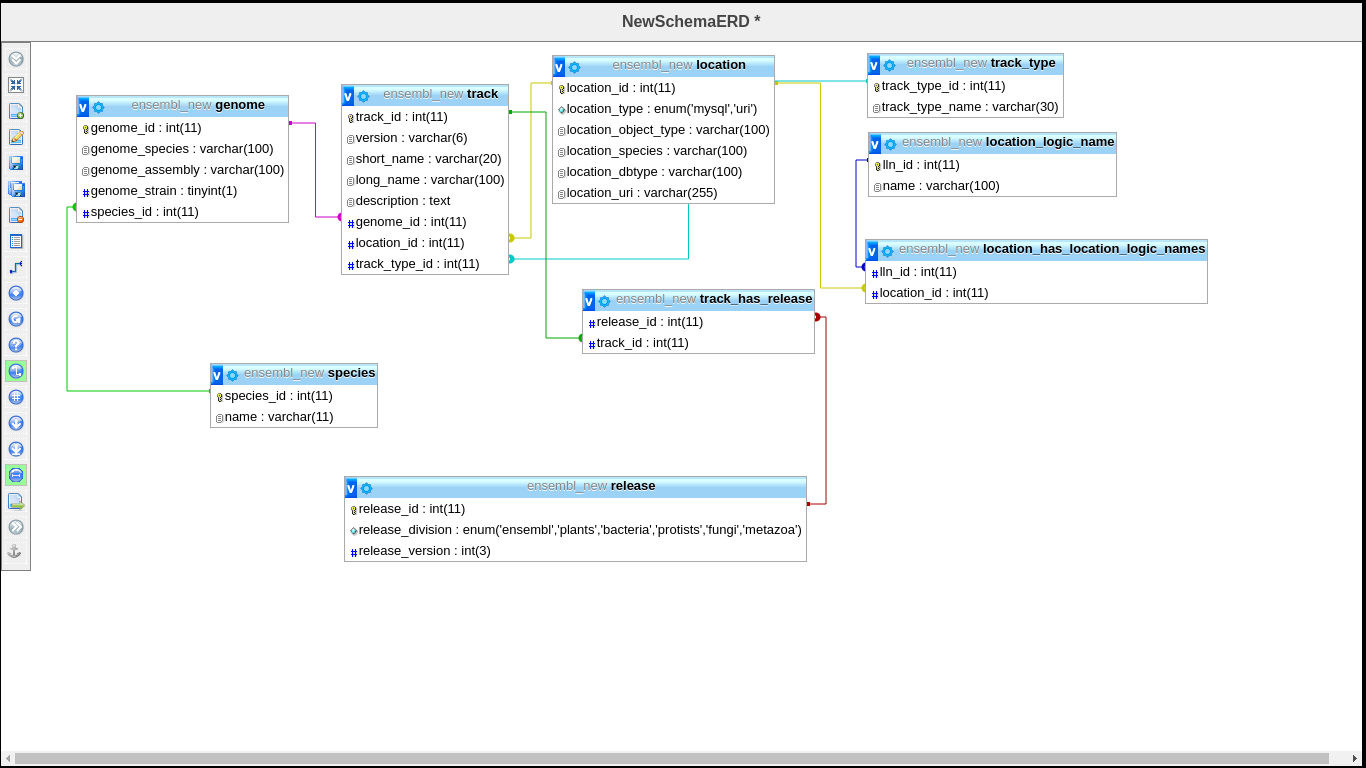 NewSchemaERD *
ensembl_new genome
genome_id : int(11)
genome_species : varchar(100)
genome_assembly : varchar(100)
genome_strain : tinyint(1)
species_id : int(11)
ensembl_new track
track_id : int(11)
version : varchar(6)
short_name : varchar(20)
long_name : varchar(100)
description : text
genome_id : int(11)
location_id : int(11)
track_type_id : int(11)
ensembl_new location
location_id : int(11)
location_type : enum('mysql','uri')
location_object_type : varchar(100)
location_species : varchar(100)
location_dbtype : varchar(100)
location_uri : varchar(255)
ensembl_new track_type
track_type_id : int(11)
track_type_name : varchar(30)
ensembl_new location_logic_name
lln_id : int(11)
name : varchar(100)
ensembl_new location_has_location_logic_names
lln_id : int(11)
location_id : int(11)
ensembl_new track_has_release
release_id : int(11)
track_id : int(11)
ensembl_new species
species_id : int(11)
name : varchar(11)
ensembl_new release
release_id : int(11)
release_division : enum('ensembl','plants','bacteria','protists','fungi','metazoa')
release_version : int(3)